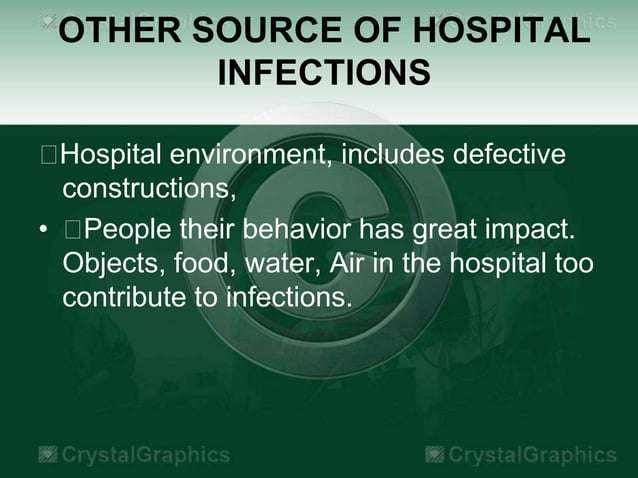 CrystalGraphics
OTHER SOURCE OF HOSPITAL
INFECTIONS
Hospital environment, includes defective
constructions,
• People their behavior has great impact.
Objects, food, water, Air in the hospital too
contribute to infections.
©
CrystalGraphics CrystalGraphics